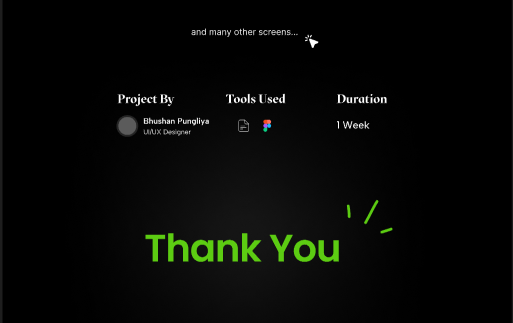 and many other screens...
Project By
Tools Used
Duration
Bhushan Pungliya
UI/UX Designer
1 Week
Thank You